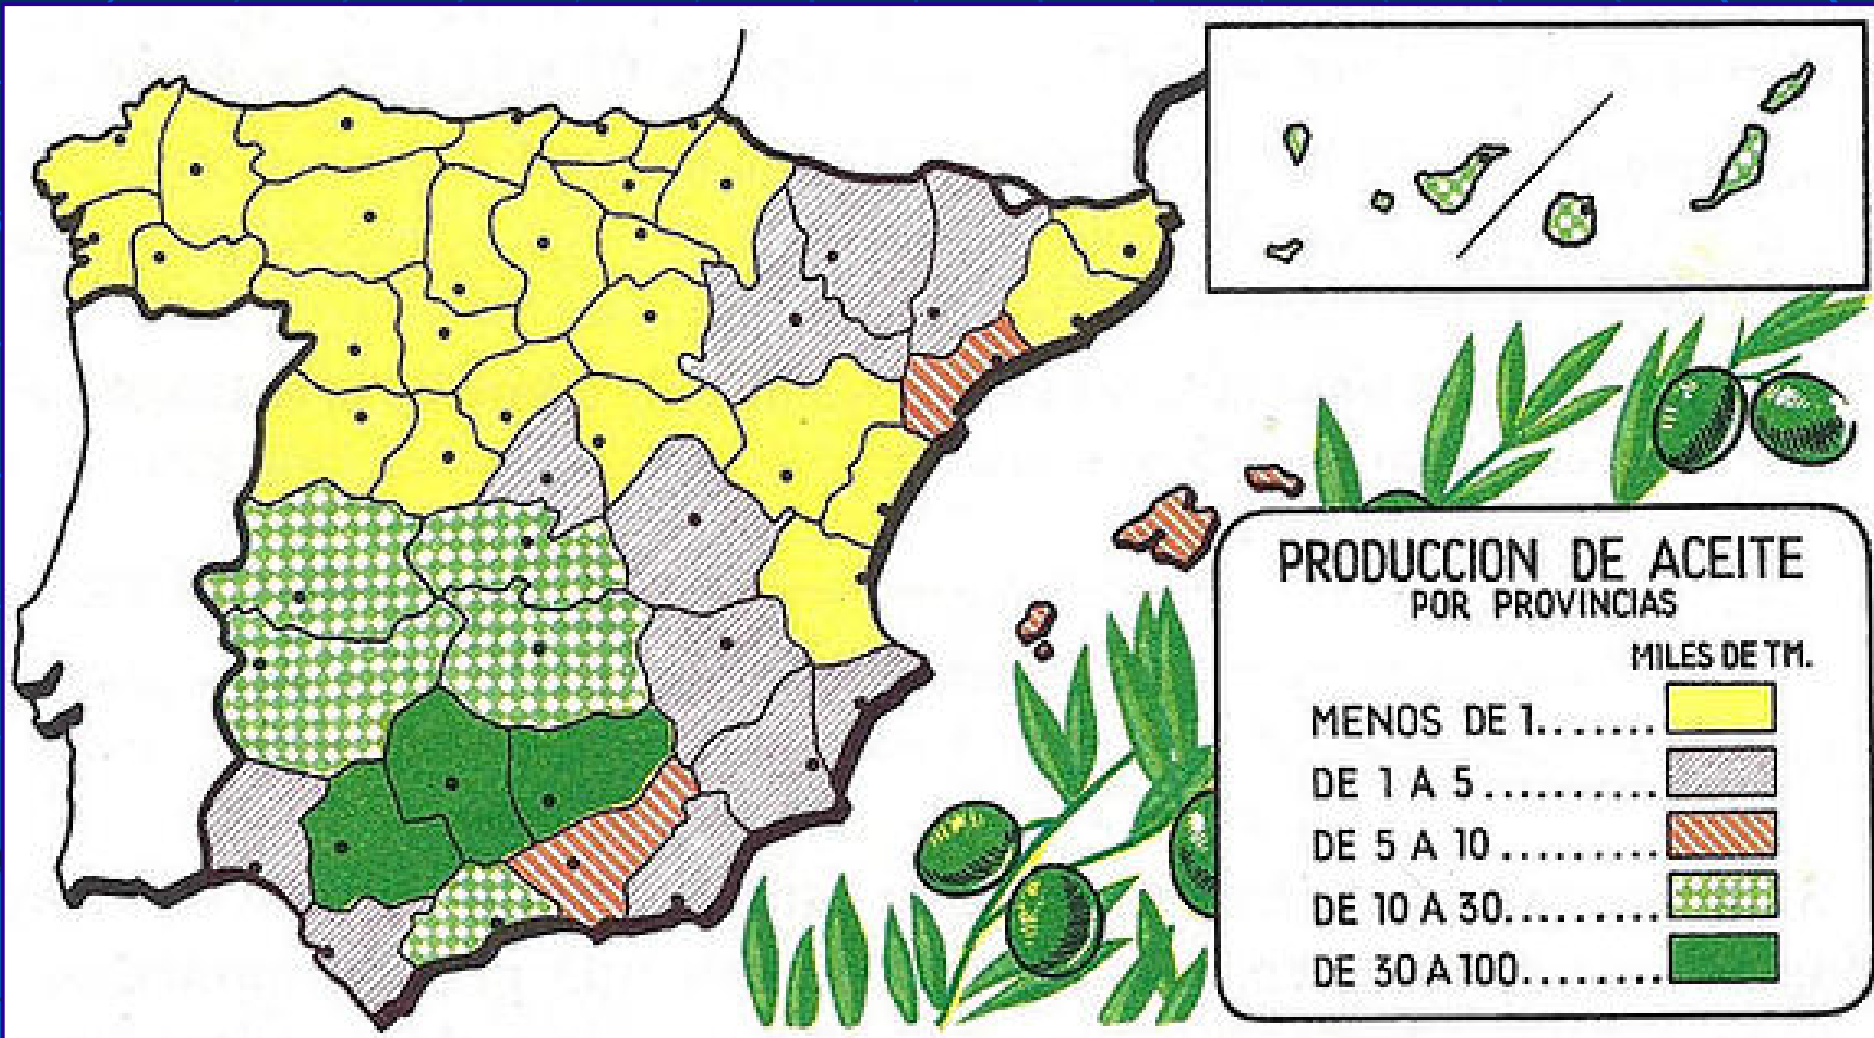 PRODUCCION DE ACEITE
POR PROVINCIAS
MILES DE TM.
MENOS DE 1.......
DE 1 A 5..........
DE 5 A 10.........
DE 10 A 30.........
DE 30 A 100........